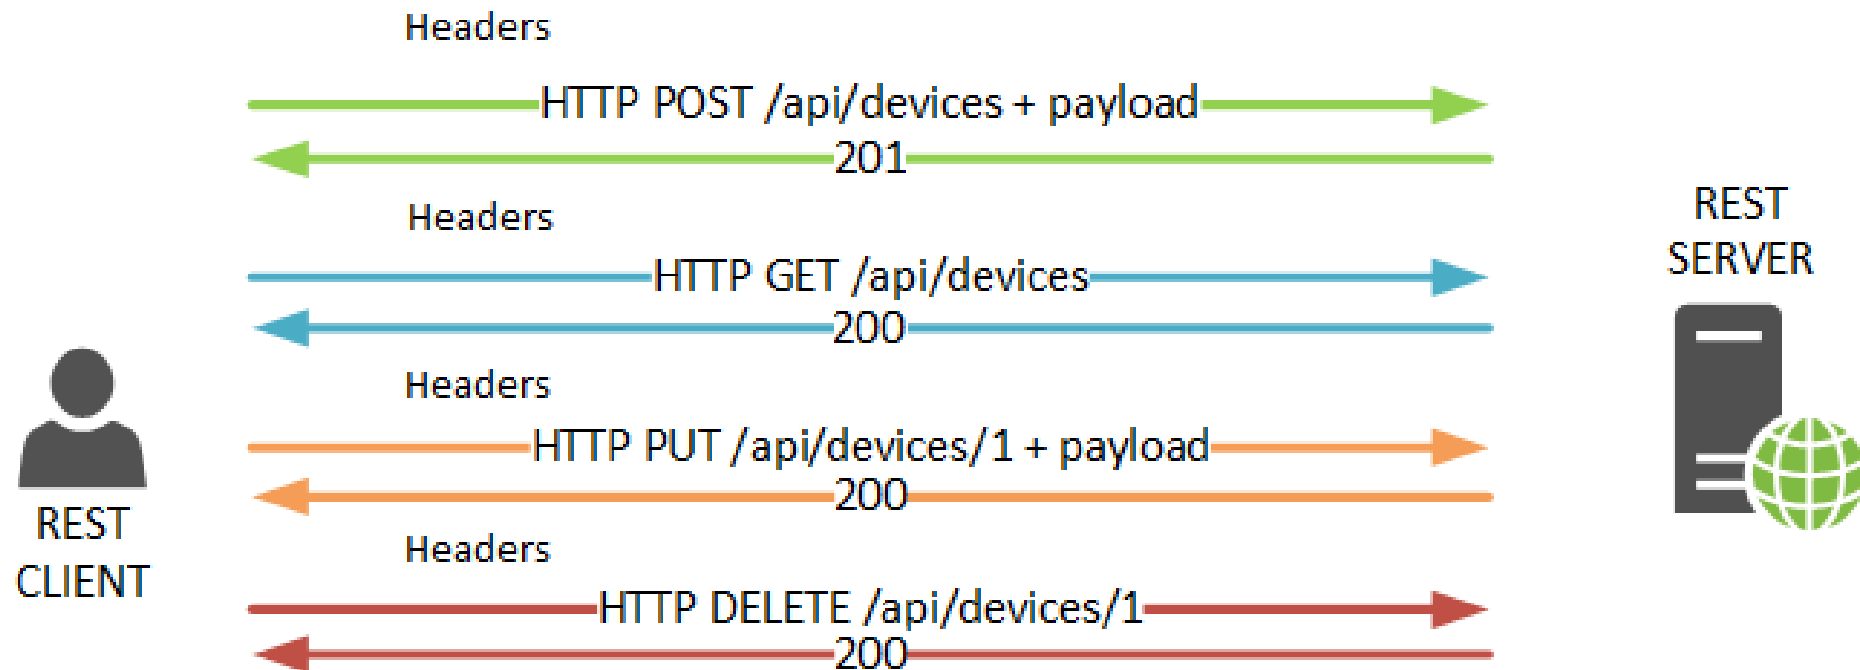 Headers
HTTP POST /api/devices + payload
201
Headers
HTTP GET /api/devices
200
Headers
HTTP PUT /api/devices/1 + payload
200
Headers
HTTP DELETE /api/devices/1
200
REST
CLIENT
REST
SERVER